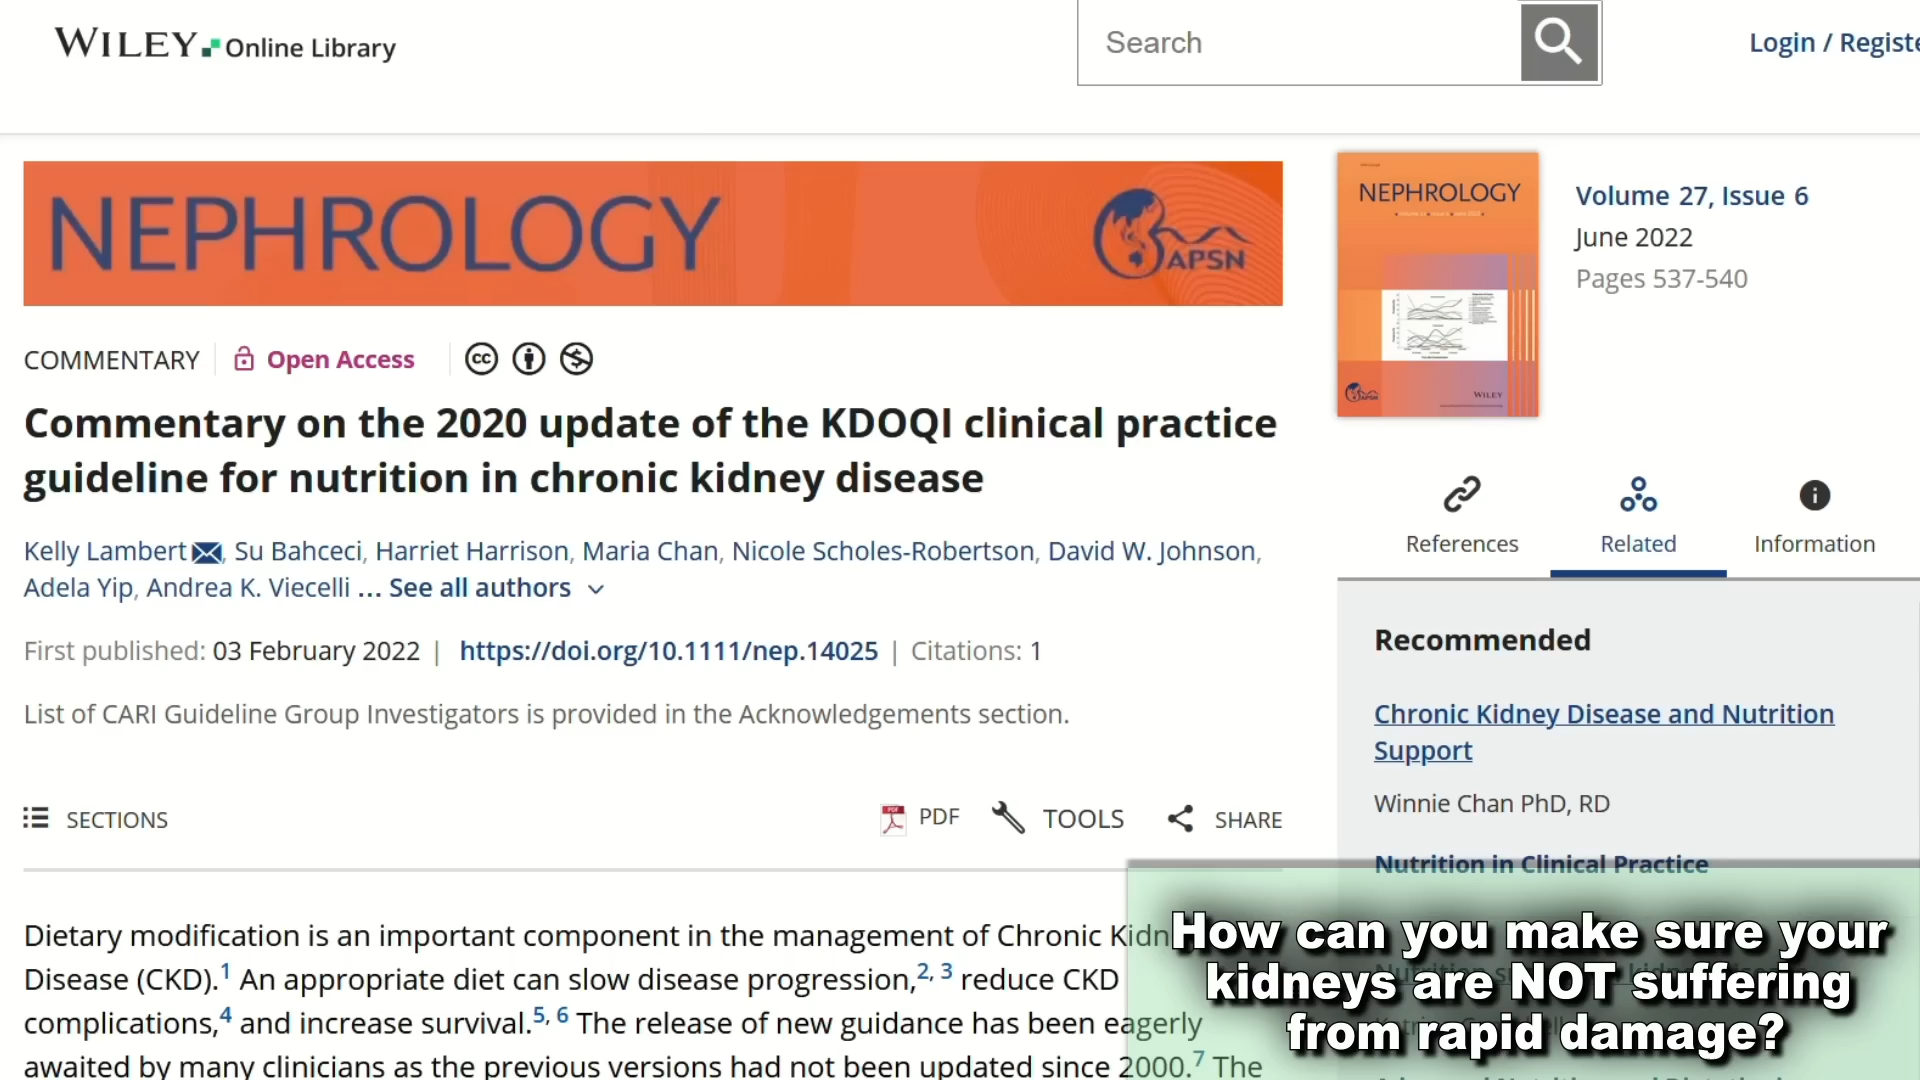 WILEY Online Library
Search
Login / Registe
NEPHROLOGY
APSN
NEPHROLOGY
APSN
WILEY
Volume 27, Issue 6
June 2022
Pages 537-540
COMMENTARY
Open Access
cc
Commentary on the 2020 update of the KDOQI clinical practice
guideline for nutrition in chronic kidney disease
Kelly Lambert, Su Bahceci, Harriet Harrison, Maria Chan, Nicole Scholes-Robertson, David W. Johnson,
Adela Yip, Andrea K. Viecelli ... See all authors
First published: 03 February 2022 | https://doi.org/10.1111/nep.14025 | Citations: 1
List of CARI Guideline Group Investigators is provided in the Acknowledgements section.
References
Related
Information
Recommended
Chronic Kidney Disease and Nutrition
Support
Winnie Chan PhD, RD
Nutrition in Clinical Practice
SECTIONS
PDF
TOOLS
SHARE
Dietary modification is an important component in the management of Chronic Kidn
Disease (CKD).1 An appropriate diet can slow disease progression,2, 3 reduce CKD
complications,4 and increase survival.5, 6 The release of new guidance has been eagerly
awaited by many clinicians as the previous versions had not been updated since 2000.7 The
How can you make sure your
kidneys are NOT suffering
from rapid damage?